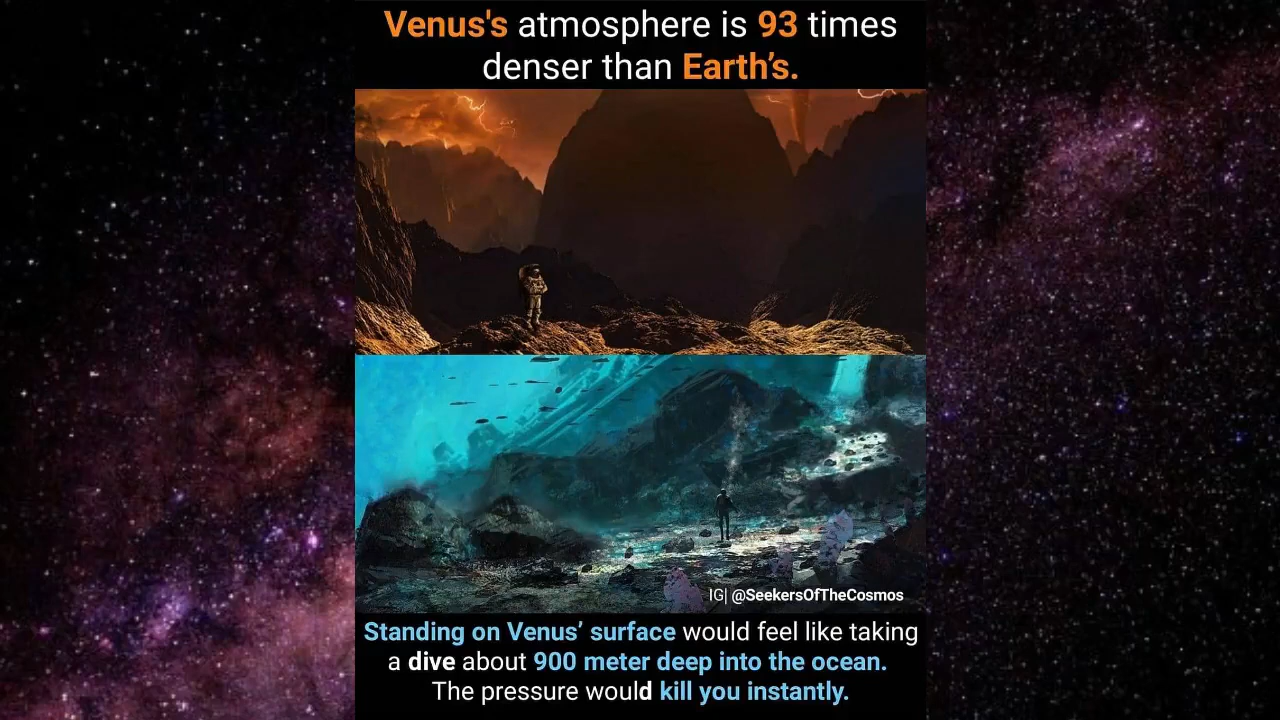 Venus's atmosphere is 93 times
denser than Earth’s.
IG| @SeekersOfTheCosmos
Standing on Venus’ surface would feel like taking
a dive about 900 meter deep into the ocean.
The pressure would kill you instantly.